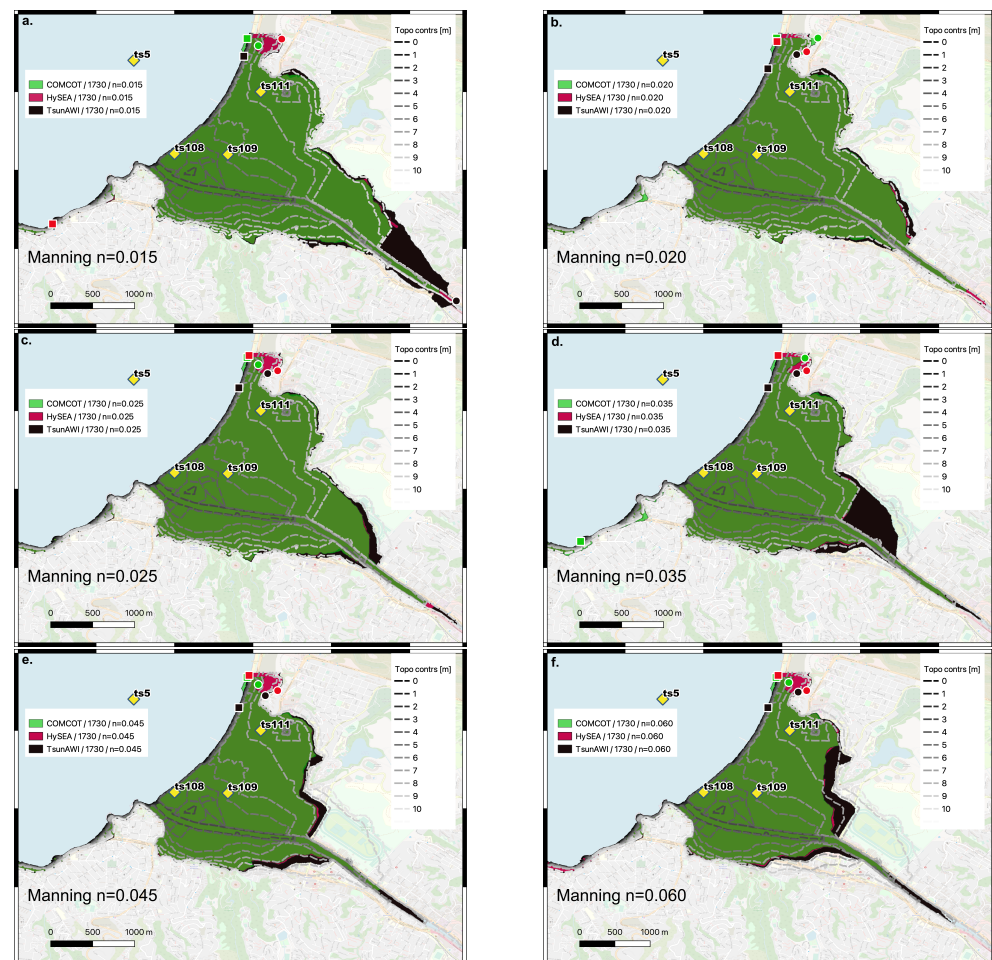 a.
ts5
COMCOT / 1730 / n=0.015
HySEA / 1730 / n=0.015
TsunAWI / 1730 / n=0.015
ts111
ts108
ts109
Topo contrs [m]
0
1
2
3
4
5
6
7
8
9
10
Manning n=0.015
0 500 1000 m
b.
ts5
COMCOT / 1730 / n=0.020
HySEA / 1730 / n=0.020
TsunAWI / 1730 / n=0.020
ts111
ts108
ts109
Topo contrs [m]
0
1
2
3
4
5
6
7
8
9
10
Manning n=0.020
0 500 1000 m
c.
ts5
COMCOT / 1730 / n=0.025
HySEA / 1730 / n=0.025
TsunAWI / 1730 / n=0.025
ts111
ts108
ts109
Topo contrs [m]
0
1
2
3
4
5
6
7
8
9
10
Manning n=0.025
0 500 1000 m
d.
ts5
COMCOT / 1730 / n=0.035
HySEA / 1730 / n=0.035
TsunAWI / 1730 / n=0.035
ts111
ts108
ts109
Topo contrs [m]
0
1
2
3
4
5
6
7
8
9
10
Manning n=0.035
0 500 1000 m
e.
ts5
COMCOT / 1730 / n=0.045
HySEA / 1730 / n=0.045
TsunAWI / 1730 / n=0.045
ts111
ts108
ts109
Topo contrs [m]
0
1
2
3
4
5
6
7
8
9
10
Manning n=0.045
0 500 1000 m
f.
ts5
COMCOT / 1730 / n=0.060
HySEA / 1730 / n=0.060
TsunAWI / 1730 / n=0.060
ts111
ts108
ts109
Topo contrs [m]
0
1
2
3
4
5
6
7
8
9
10
Manning n=0.060
0 500 1000 m